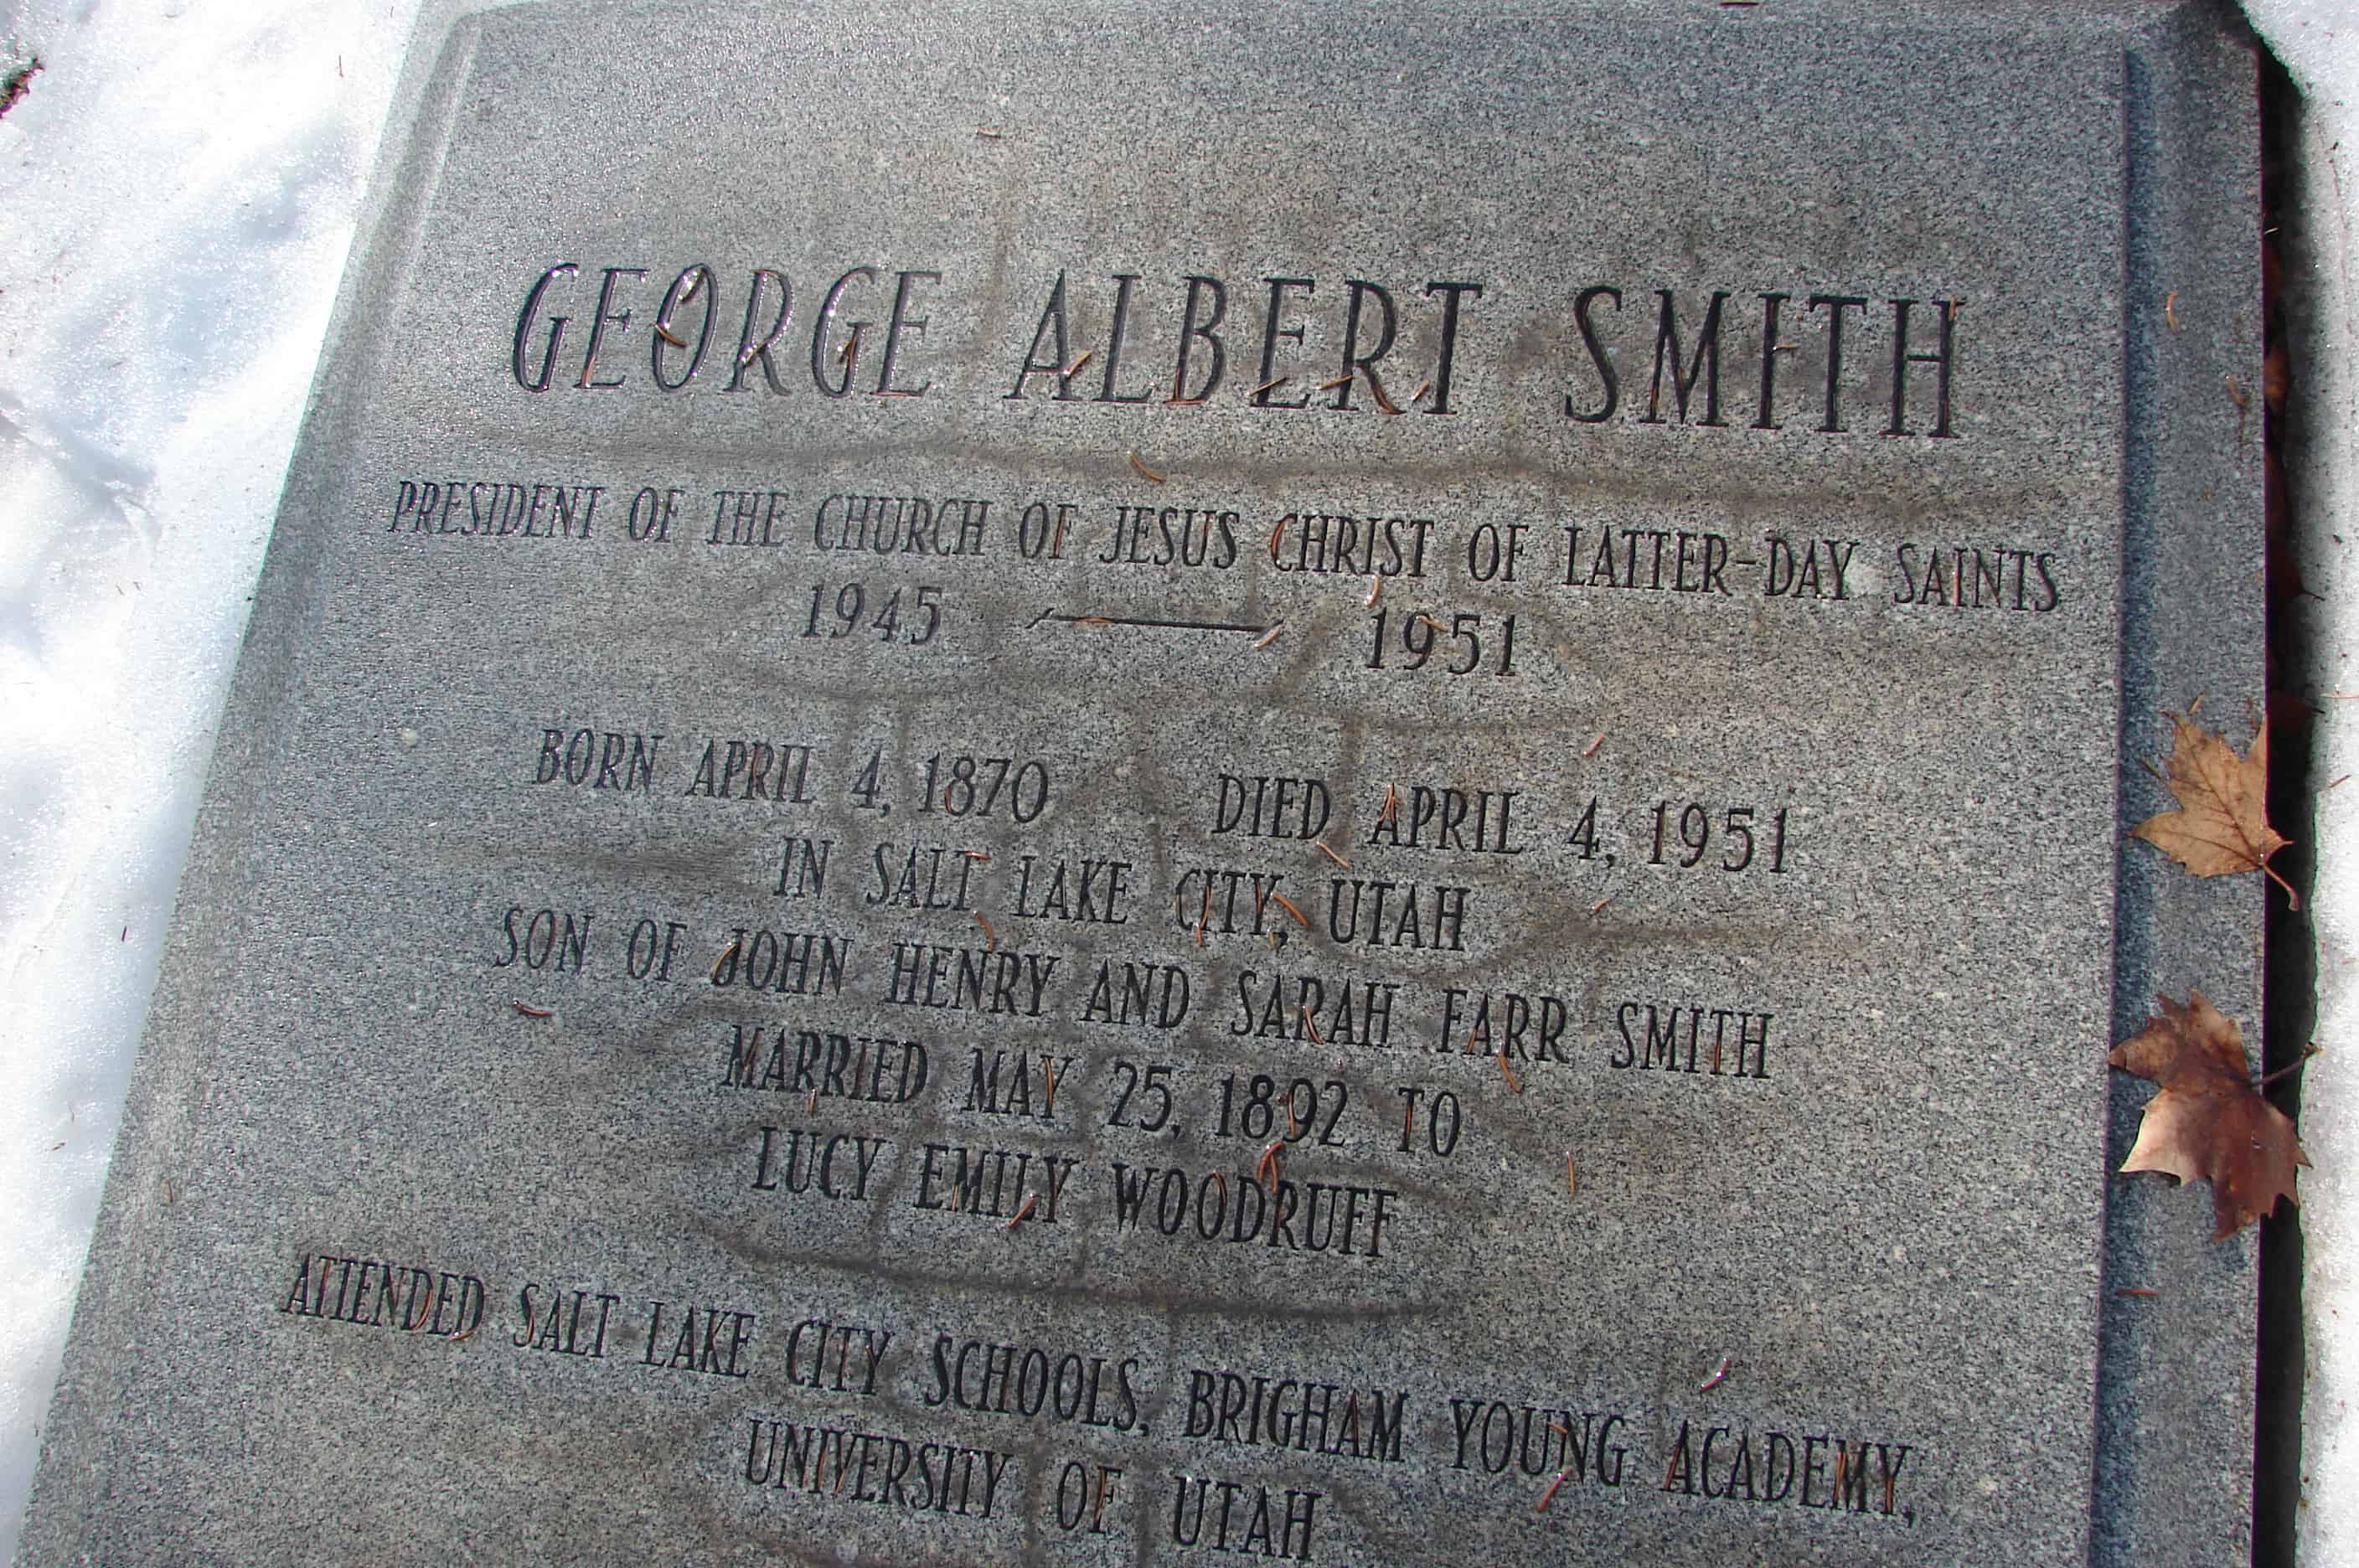 GEORGE ALBERT SMITH
PRESIDENT OF THE CHURCH OF JESUS CHRIST OF LATTER-DAY SAINTS
1945 — 1951
BORN APRIL 4, 1870 DIED APRIL 4, 1951
IN SALT LAKE CITY, UTAH
SON OF JOHN HENRY AND SARAH FARR SMITH
MARRIED MAY 25, 1892 TO
LUCY EMILY WOODRUFF
ATTENDED SALT LAKE CITY SCHOOLS, BRIGHAM YOUNG ACADEMY,
UNIVERSITY OF UTAH